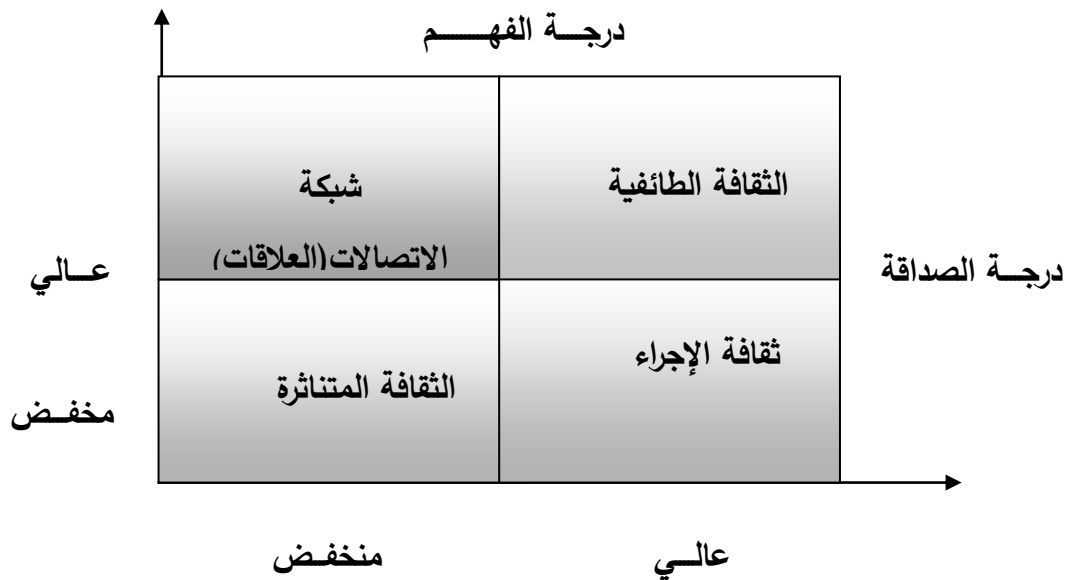 درجة الفهم
الثقافة الطائفية
شبكة
الاتصالات(العلاقات)
درجة الصداقة
عالي
ثقافة الإجراء
الثقافة المتناثرة
مخفض
عالي
منخفض